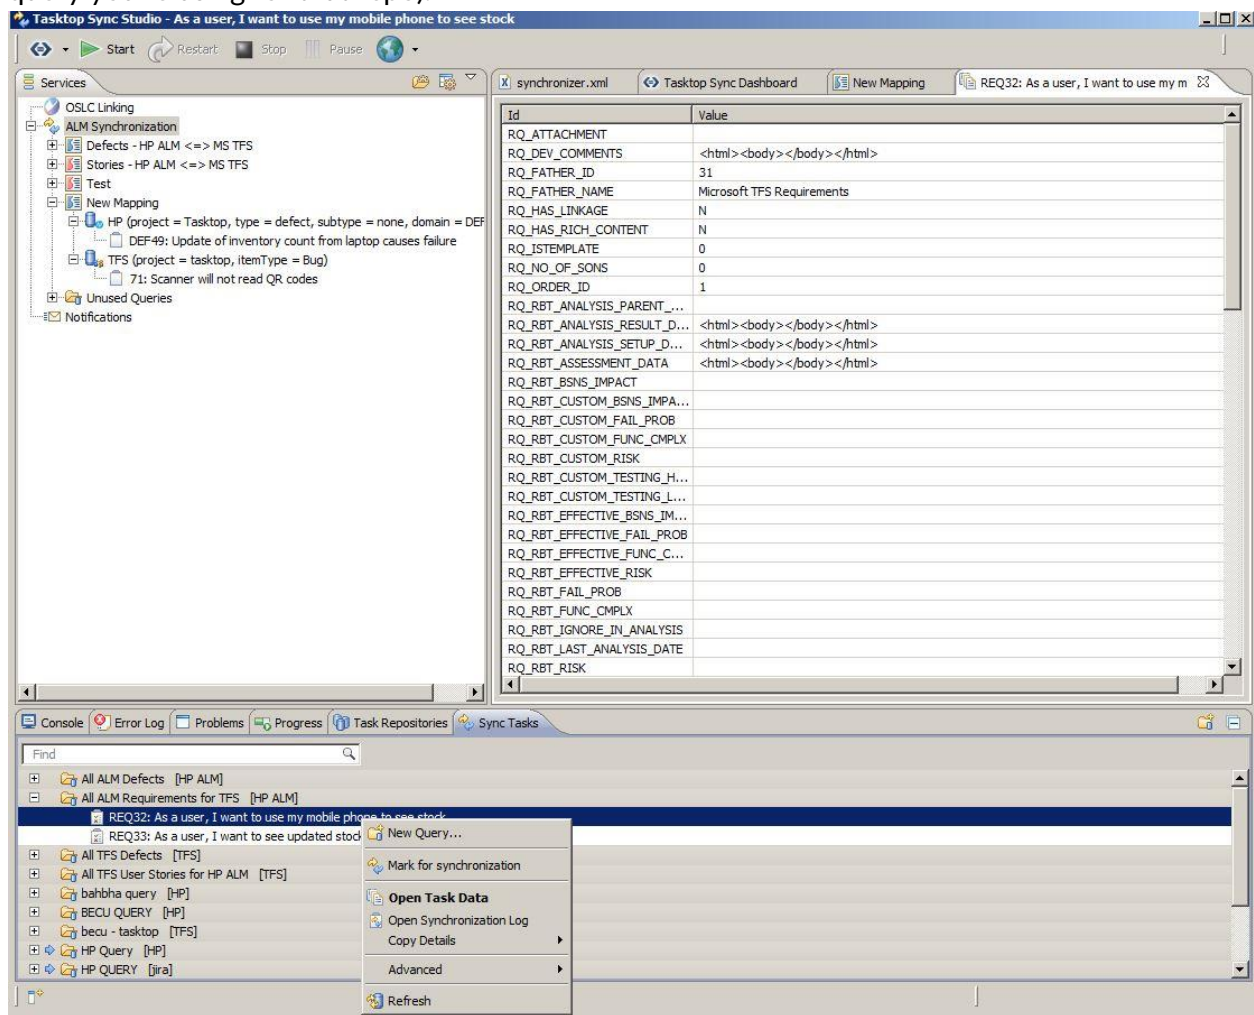 Tasktop Sync Studio - As a user, I want to use my mobile phone to see stock
Start Restart Stop Pause
Services
OSLC Linking
ALM Synchronization
Defects - HP ALM <=> MS TFS
Stories - HP ALM <=> MS TFS
Test
New Mapping
HP (project = Tasktop, type = defect, subtype = none, domain = DEF
DEF49: Update of inventory count from laptop causes failure
TFS (project = tasktop, itemType = Bug)
71: Scanner will not read QR codes
Unused Queries
Notifications
synchronizer.xml Tasktop Sync Dashboard New Mapping REQ32: As a user, I want to use my m
Id Value
RQ_ATTACHMENT
RQ_DEV_COMMENTS <html><body></body></html>
RQ_FATHER_ID 31
RQ_FATHER_NAME Microsoft TFS Requirements
RQ_HAS_LINKAGE N
RQ_HAS_RICH_CONTENT N
RQ_ISTEMPLATE 0
RQ_NO_OF_SONS 0
RQ_ORDER_ID 1
RQ_RBT_ANALYSIS_PARENT_...
RQ_RBT_ANALYSIS_RESULT_D... <html><body></body></html>
RQ_RBT_ANALYSIS_SETUP_D... <html><body></body></html>
RQ_RBT_ASSESSMENT_DATA <html><body></body></html>
RQ_RBT_BSNS_IMPACT
RQ_RBT_CUSTOM_BSNS_IMPA...
RQ_RBT_CUSTOM_FAIL_PROB
RQ_RBT_CUSTOM_FUNC_CMPLX
RQ_RBT_CUSTOM_RISK
RQ_RBT_CUSTOM_TESTING_H...
RQ_RBT_CUSTOM_TESTING_L...
RQ_RBT_EFFECTIVE_BSNS_IM...
RQ_RBT_EFFECTIVE_FAIL_PROB
RQ_RBT_EFFECTIVE_FUNC_C...
RQ_RBT_EFFECTIVE_RISK
RQ_RBT_FAIL_PROB
RQ_RBT_FUNC_CMPLX
RQ_RBT_IGNORE_IN_ANALYSIS
RQ_RBT_LAST_ANALYSIS_DATE
RQ_RBT_RISK
Console Error Log Problems Progress Task Repositories Sync Tasks
Find
All ALM Defects [HP ALM]
All ALM Requirements for TFS [HP ALM]
REQ32: As a user, I want to use my mobile phone to see stock
REQ33: As a user, I want to see updated stock
All TFS Defects [TFS]
All TFS User Stories for HP ALM [TFS]
bahbha query [HP]
BECU QUERY [HP]
becu - tasktop [TFS]
HP Query [HP]
HP QUERY [jira]
New Query...
Mark for synchronization
Open Task Data
Open Synchronization Log
Copy Details
Advanced
Refresh